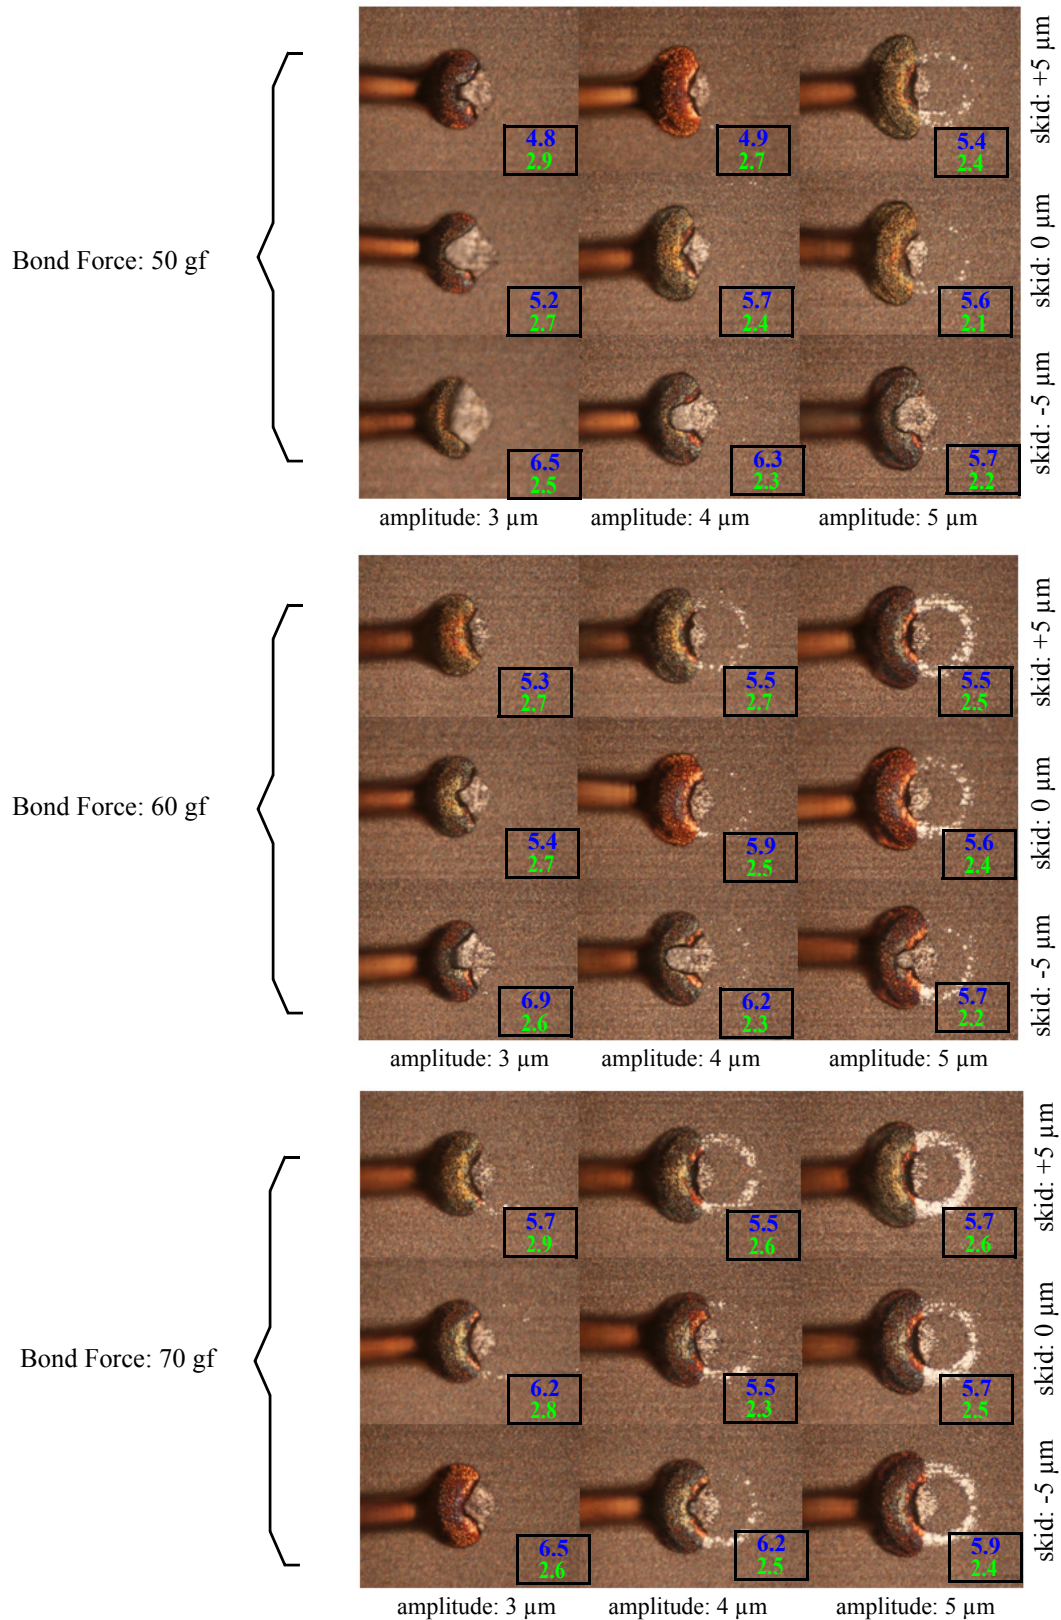 skid: +5 µm
4.8 4.9 5.4
2.9 2.7 2.4
Bond Force: 50 gf
skid: 0 µm
5.2 5.7 5.6
2.7 2.4 2.1
skid: -5 µm
6.5 6.3 5.7
2.5 2.3 2.2
amplitude: 3 µm amplitude: 4 µm amplitude: 5 µm
skid: +5 µm
5.3 5.5 5.5
2.7 2.7 2.5
Bond Force: 60 gf
skid: 0 µm
5.4 5.9 5.6
2.7 2.5 2.4
skid: -5 µm
6.9 6.2 5.7
2.6 2.3 2.2
amplitude: 3 µm amplitude: 4 µm amplitude: 5 µm
skid: +5 µm
5.7 5.5 5.7
2.9 2.6 2.6
Bond Force: 70 gf
skid: 0 µm
6.2 5.5 5.7
2.8 2.3 2.5
skid: -5 µm
6.5 6.2 5.9
2.6 2.5 2.4
amplitude: 3 µm amplitude: 4 µm amplitude: 5 µm